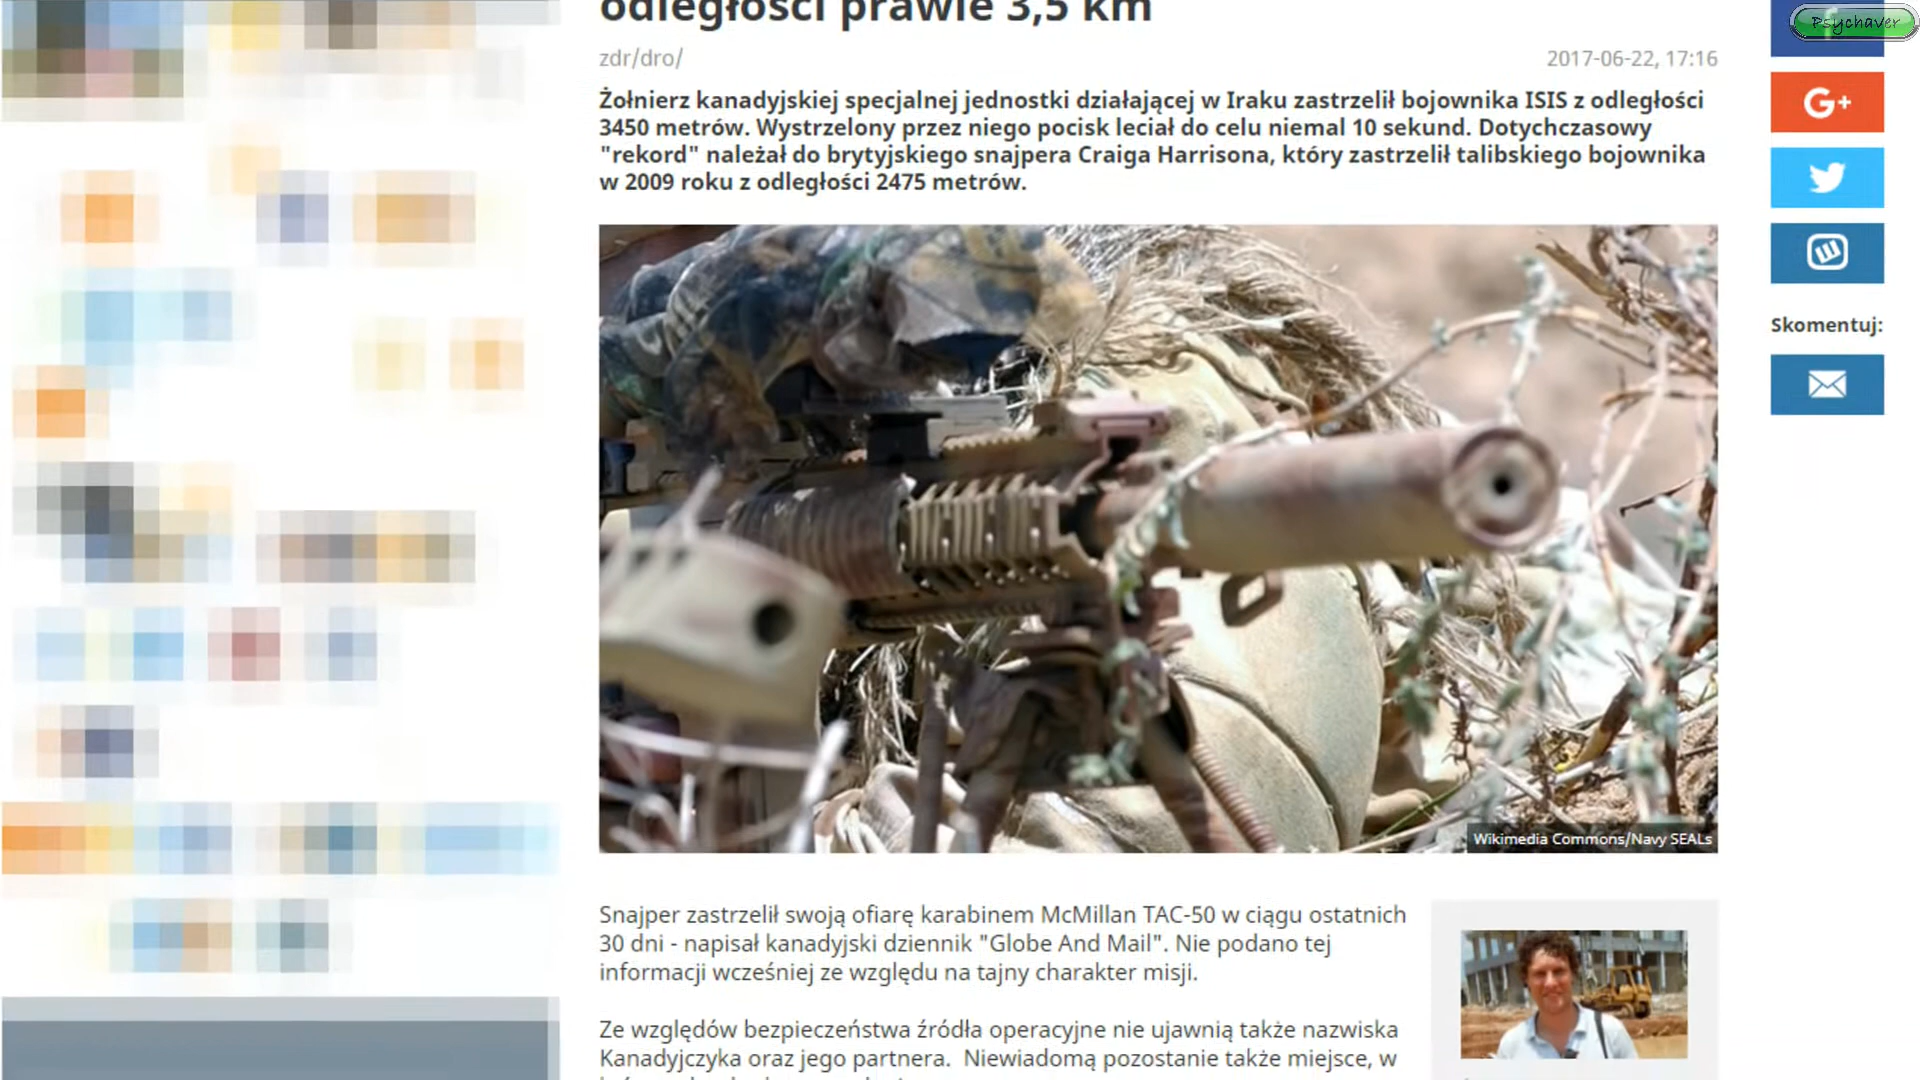 odległości prawie 3,5 km
zdr/dro/
2017-06-22, 17:16
Żołnierz kanadyjskiej specjalnej jednostki działającej w Iraku zastrzelił bojownika ISIS z odległości
3450 metrów. Wystrzelony przez niego pocisk leciał do celu niemal 10 sekund. Dotychczasowy
"rekord" należał do brytyjskiego snajpera Craiga Harrisona, który zastrzelił talibskiego bojownika
w 2009 roku z odległości 2475 metrów.
Wikimedia Commons/Navy SEALs
Snajper zastrzelił swoją ofiarę karabinem McMillan TAC-50 w ciągu ostatnich
30 dni - napisał kanadyjski dziennik "Globe And Mail". Nie podano tej
informacji wcześniej ze względu na tajny charakter misji.
Ze względów bezpieczeństwa źródła operacyjne nie ujawnią także nazwiska
Kanadyjczyka oraz jego partnera.  Niewiadomą pozostanie także miejsce, w
Psychaver
G+
Skomentuj: